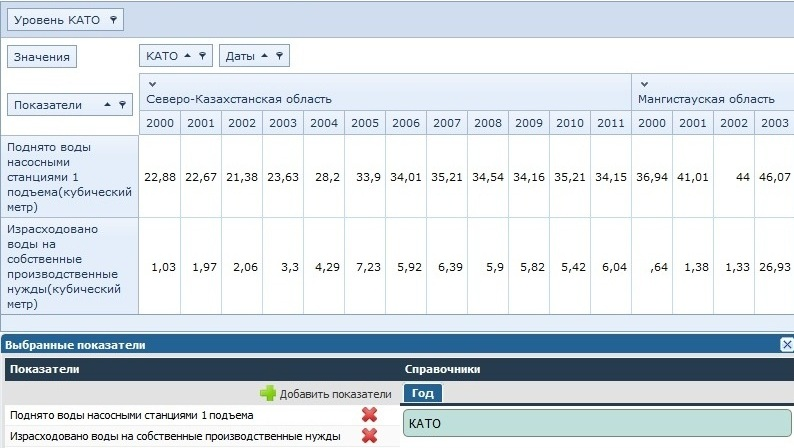 Уровень КАТО
Значения
КАТО Даты
Показатели
Северо-Казахстанская область Мангистауская область
2000 2001 2002 2003 2004 2005 2006 2007 2008 2009 2010 2011 2000 2001 2002 2003
Поднято воды
насосными
станциями 1
подъема(кубический
метр)
22,88 22,67 21,38 23,63 28,2 33,9 34,01 35,21 34,54 34,16 35,21 34,15 36,94 41,01 44 46,07
Израсходовано
воды на
собственные
производственные
нужды(кубический
метр)
1,03 1,97 2,06 3,3 4,29 7,23 5,92 6,39 5,9 5,82 5,42 6,04 ,64 1,38 1,33 26,93
Выбранные показатели
Показатели Справочники
Добавить показатели Год
Поднято воды насосными станциями 1 подъема
КАТО
Израсходовано воды на собственные производственные нужды